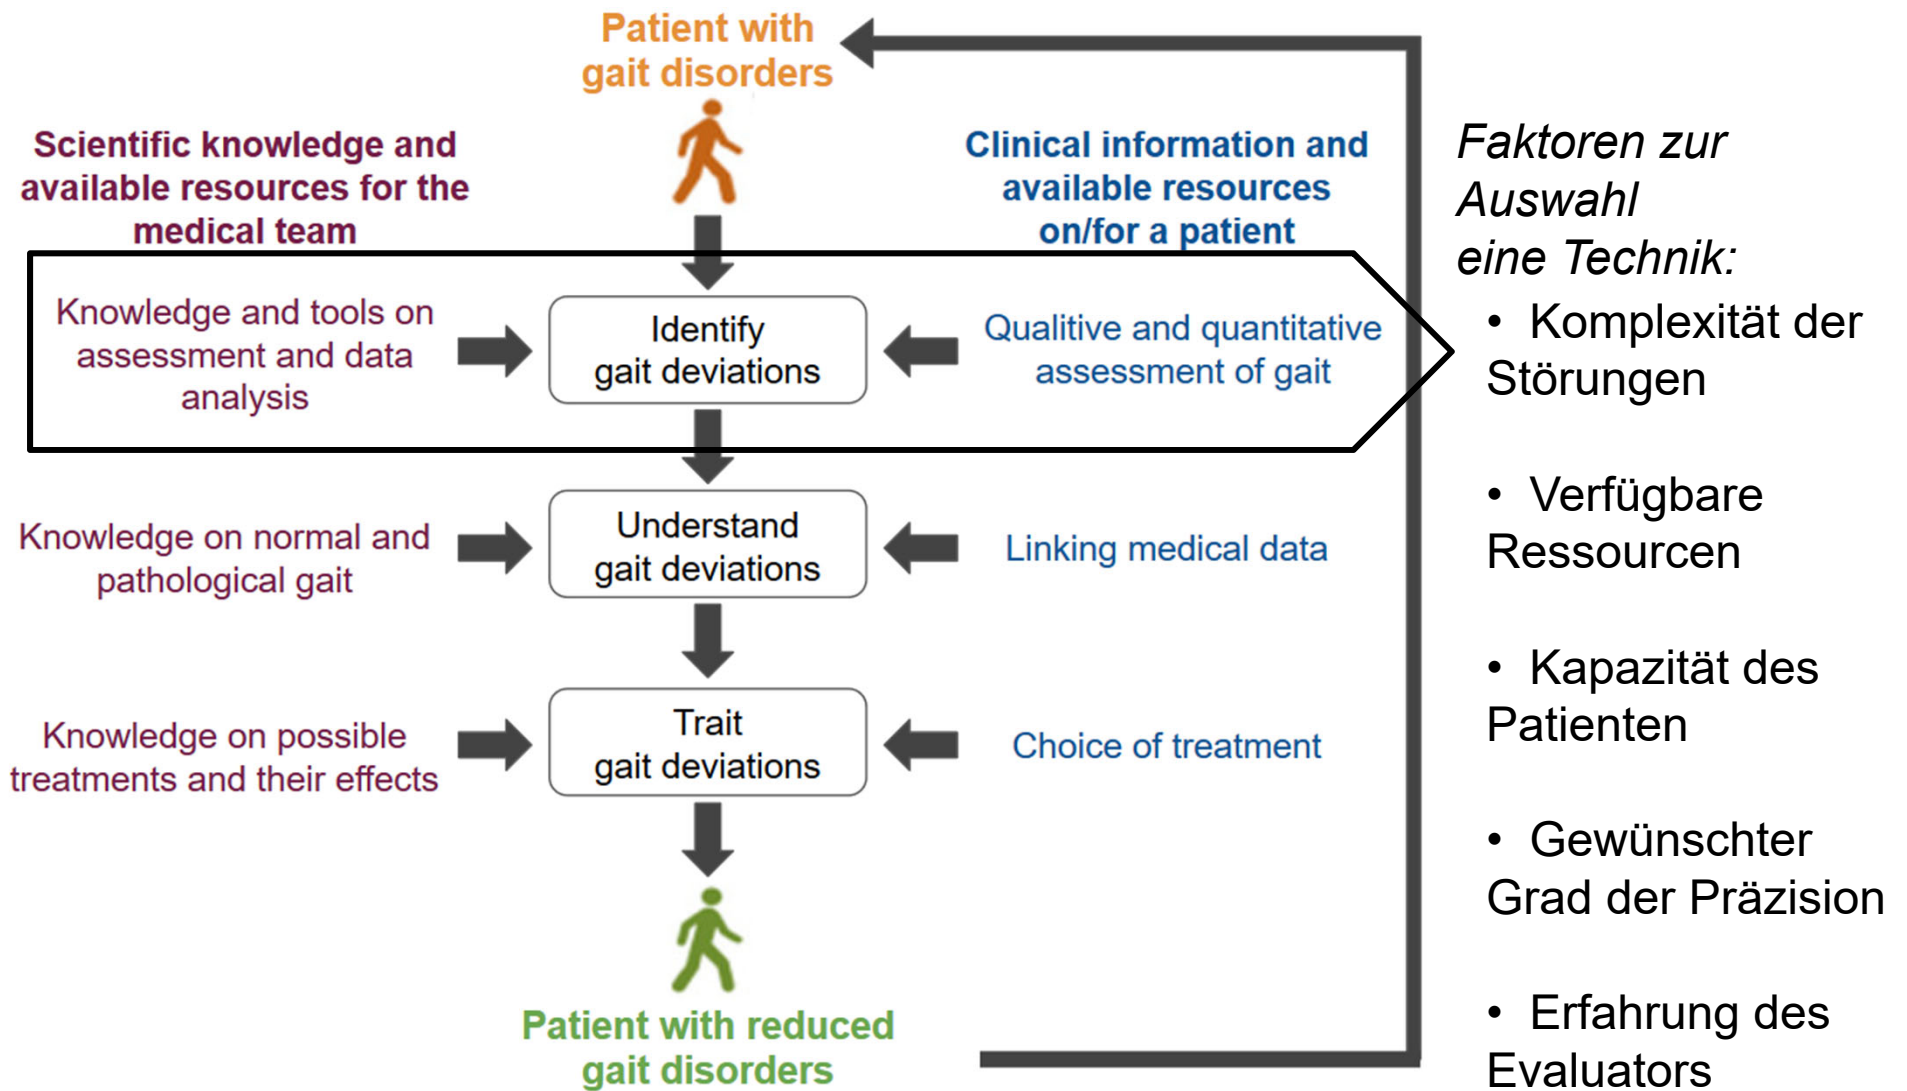 Patient with
gait disorders
Scientific knowledge and
available resources for the
medical team
Clinical information and
available resources
on/for a patient
Knowledge and tools on
assessment and data
analysis
Identify
gait deviations
Qualitive and quantitative
assessment of gait
Knowledge on normal and
pathological gait
Understand
gait deviations
Linking medical data
Knowledge on possible
treatments and their effects
Trait
gait deviations
Choice of treatment
Patient with reduced
gait disorders
Faktoren zur
Auswahl
eine Technik:
• Komplexität der
Störungen
• Verfügbare
Ressourcen
• Kapazität des
Patienten
• Gewünschter
Grad der Präzision
• Erfahrung des
Evaluators